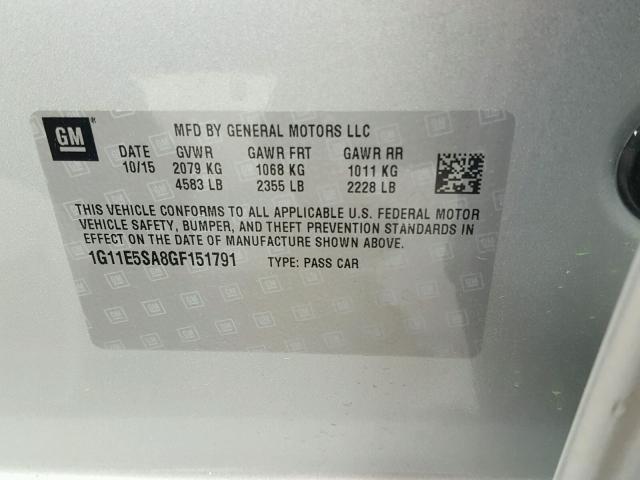 GM ®
MFD BY GENERAL MOTORS LLC
DATE GVWR GAWR FRT GAWR RR
10/15 2079 KG 1068 KG 1011 KG
4583 LB 2355 LB 2228 LB
THIS VEHICLE CONFORMS TO ALL APPLICABLE U.S. FEDERAL MOTOR
VEHICLE SAFETY, BUMPER, AND THEFT PREVENTION STANDARDS IN
EFFECT ON THE DATE OF MANUFACTURE SHOWN ABOVE.
1G11E5SA8GF151791 TYPE: PASS CAR